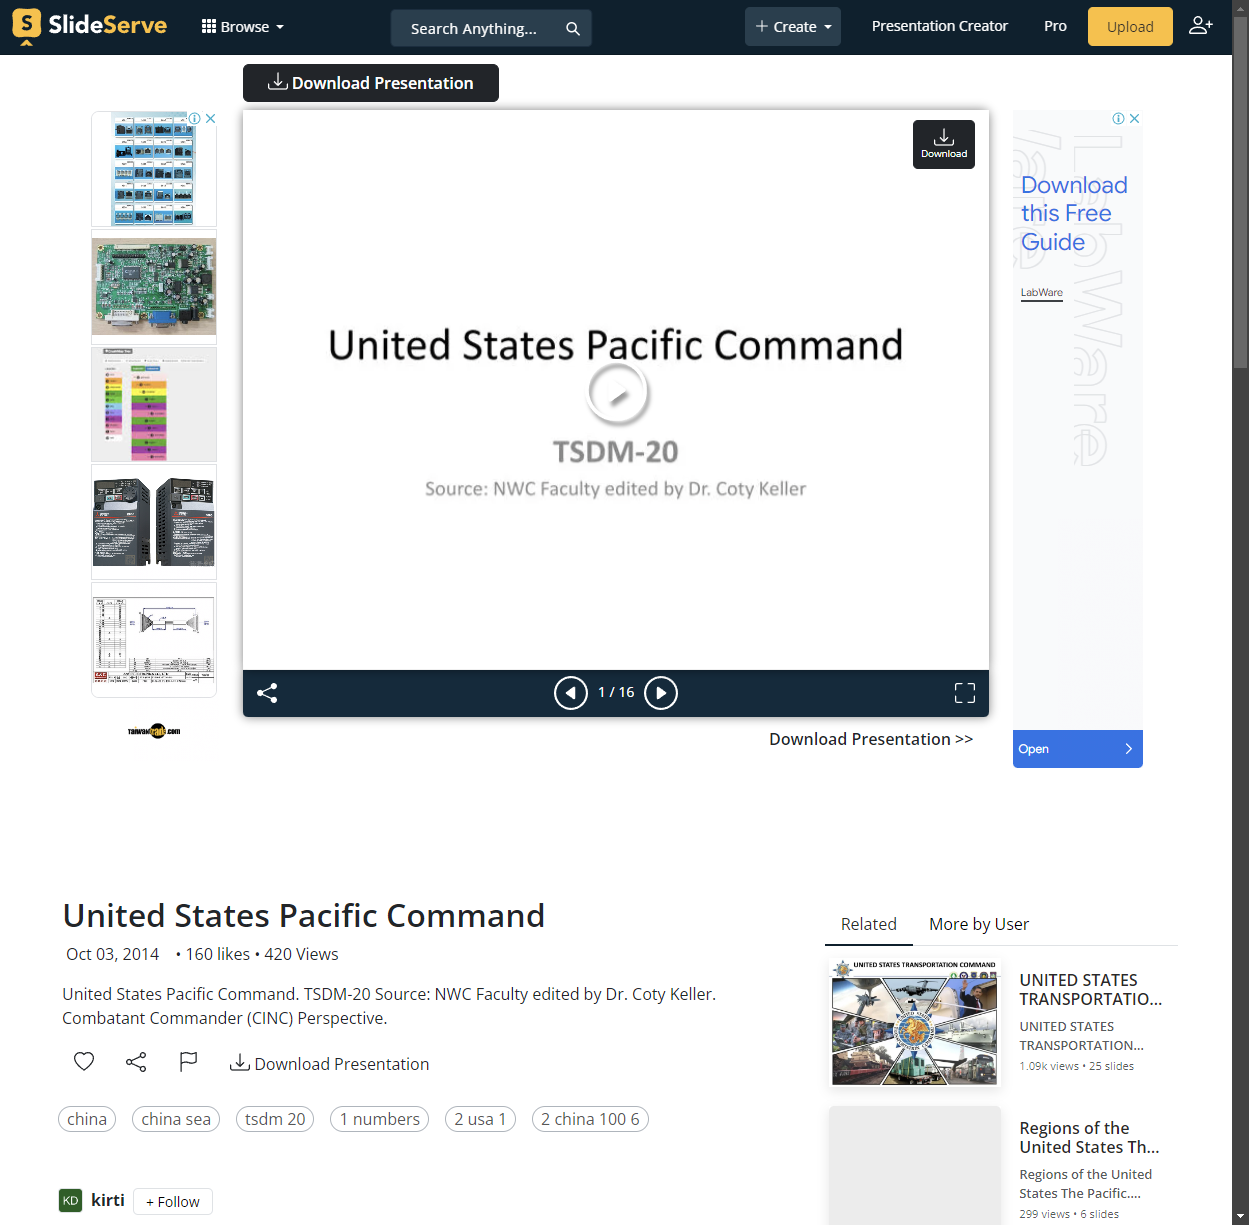 SlideServe
Browse
Search Anything...
Create
Presentation Creator
Pro
Upload
Download Presentation
Download
United States Pacific Command
TSDM-20
Source: NWC Faculty edited by Dr. Coty Keller
1 / 16
Download Presentation >>
Download
this Free
Guide
LabWare
LabWare
Open
United States Pacific Command
Oct 03, 2014 • 160 likes • 420 Views
United States Pacific Command. TSDM-20 Source: NWC Faculty edited by Dr. Coty Keller.
Combatant Commander (CINC) Perspective.
Download Presentation
china
china sea
tsdm 20
1 numbers
2 usa 1
2 china 100 6
KD
kirti
+ Follow
Related
More by User
UNITED STATES TRANSPORTATION COMMAND
UNITED STATES
TRANSPORTATIO...
UNITED STATES
TRANSPORTATION...
1.09k views • 25 slides
Regions of the
United States Th...
Regions of the United
States The Pacific....
299 views • 6 slides